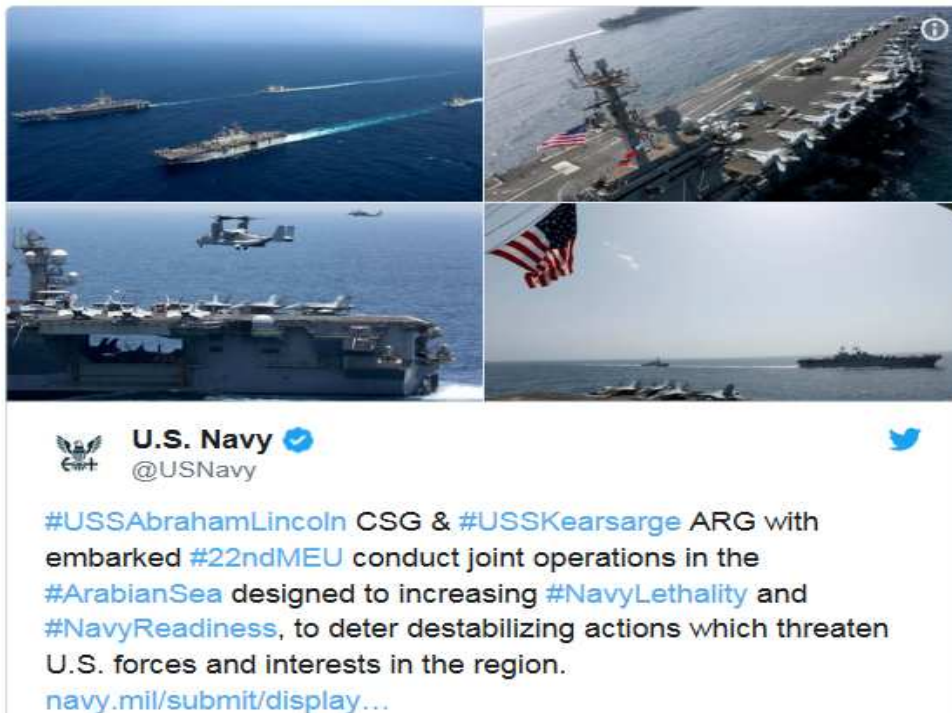 U.S. Navy
@USNavy
#USSAbrahamLincoln CSG & #USSKearsarge ARG with
embarked #22ndMEU conduct joint operations in the
#ArabianSea designed to increasing #NavyLethality and
#NavyReadiness, to deter destabilizing actions which threaten
U.S. forces and interests in the region.
navy.mil/submit/display…